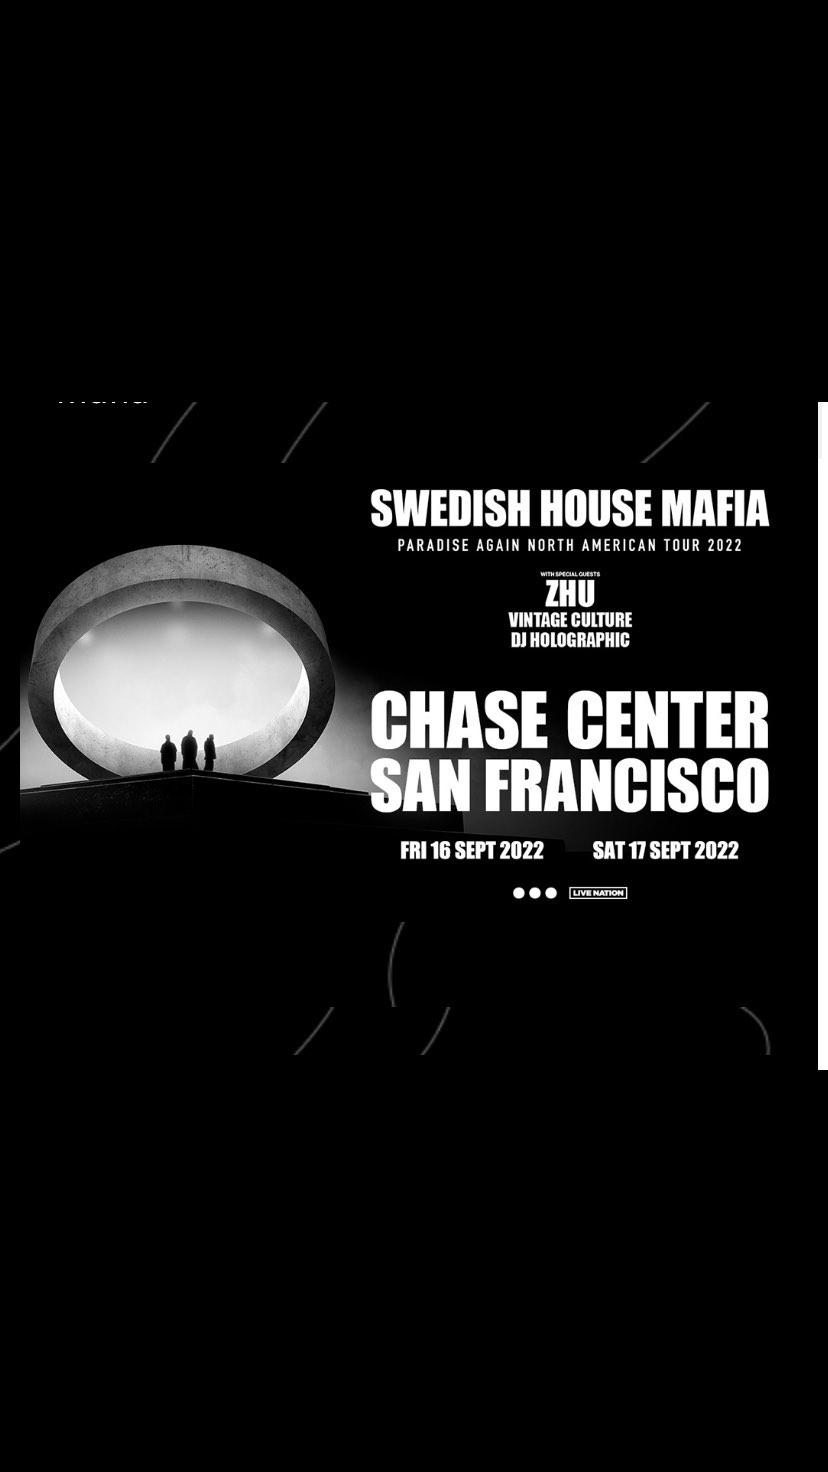 SWEDISH HOUSE MAFIA
PARADISE AGAIN NORTH AMERICAN TOUR 2022
WITH SPECIAL GUESTS
ZHU
VINTAGE CULTURE
DJ HOLOGRAPHIC
CHASE CENTER
SAN FRANCISCO
FRI 16 SEPT 2022 SAT 17 SEPT 2022
LIVE NATION